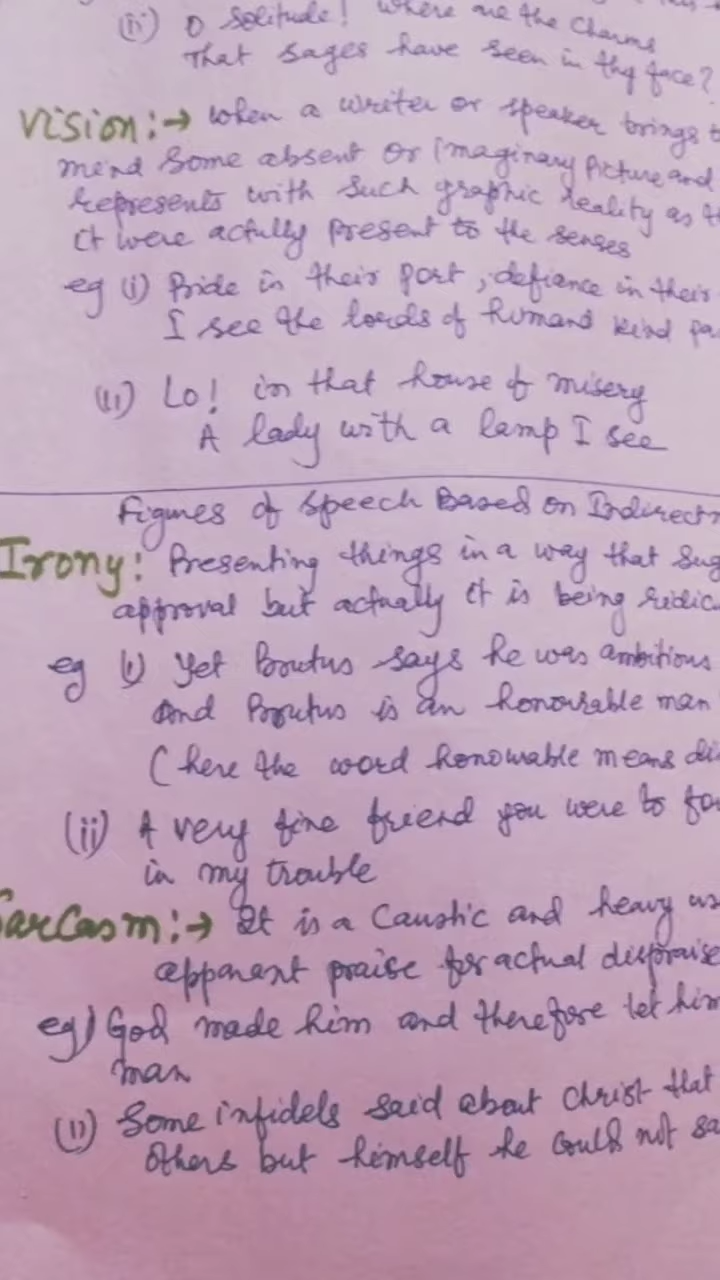 (ii) O Solitude! where are the Charms
That sages have seen in thy face?
Vision:→ when a writer or speaker brings
mind some absent or Imaginary Picture and
represents with such graphic reality as
it were actully present to the senses
eg (i) Pride in their port, defiance in their
I see the lords of humand kind
(ii) Lo! in that house of misery
A lady with a lamp I see
Figures of Speech Based on
Irony: Presenting things in a way that
approval but actually it is being
eg (i) Yet Brutus says he was ambitious
And Brutus is an honourable man
(here the word honourable means
(ii) A very fine friend you were to
in my trouble
Sarcasm:→ It is a Caustic and heavy
apparent praise for actual dispraise
eg) God made him and therefore let him
man
(ii) Some infidels said about Christ that
others but himself he could not